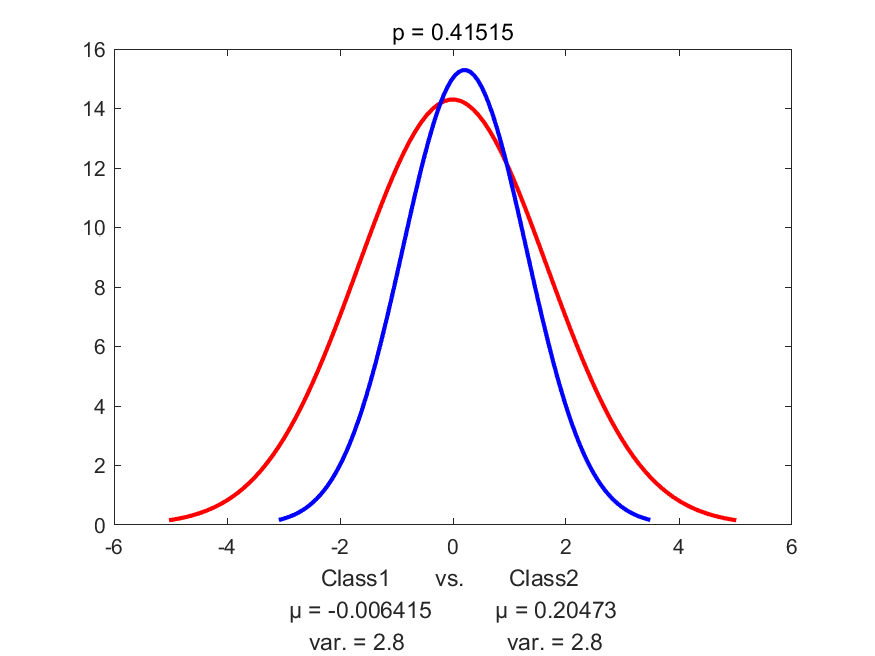 p = 0.41515
16
14
12
10
8
6
4
2
0
-6 -4 -2 0 2 4 6
Class1 vs. Class2
μ = -0.006415 μ = 0.20473
var. = 2.8 var. = 2.8